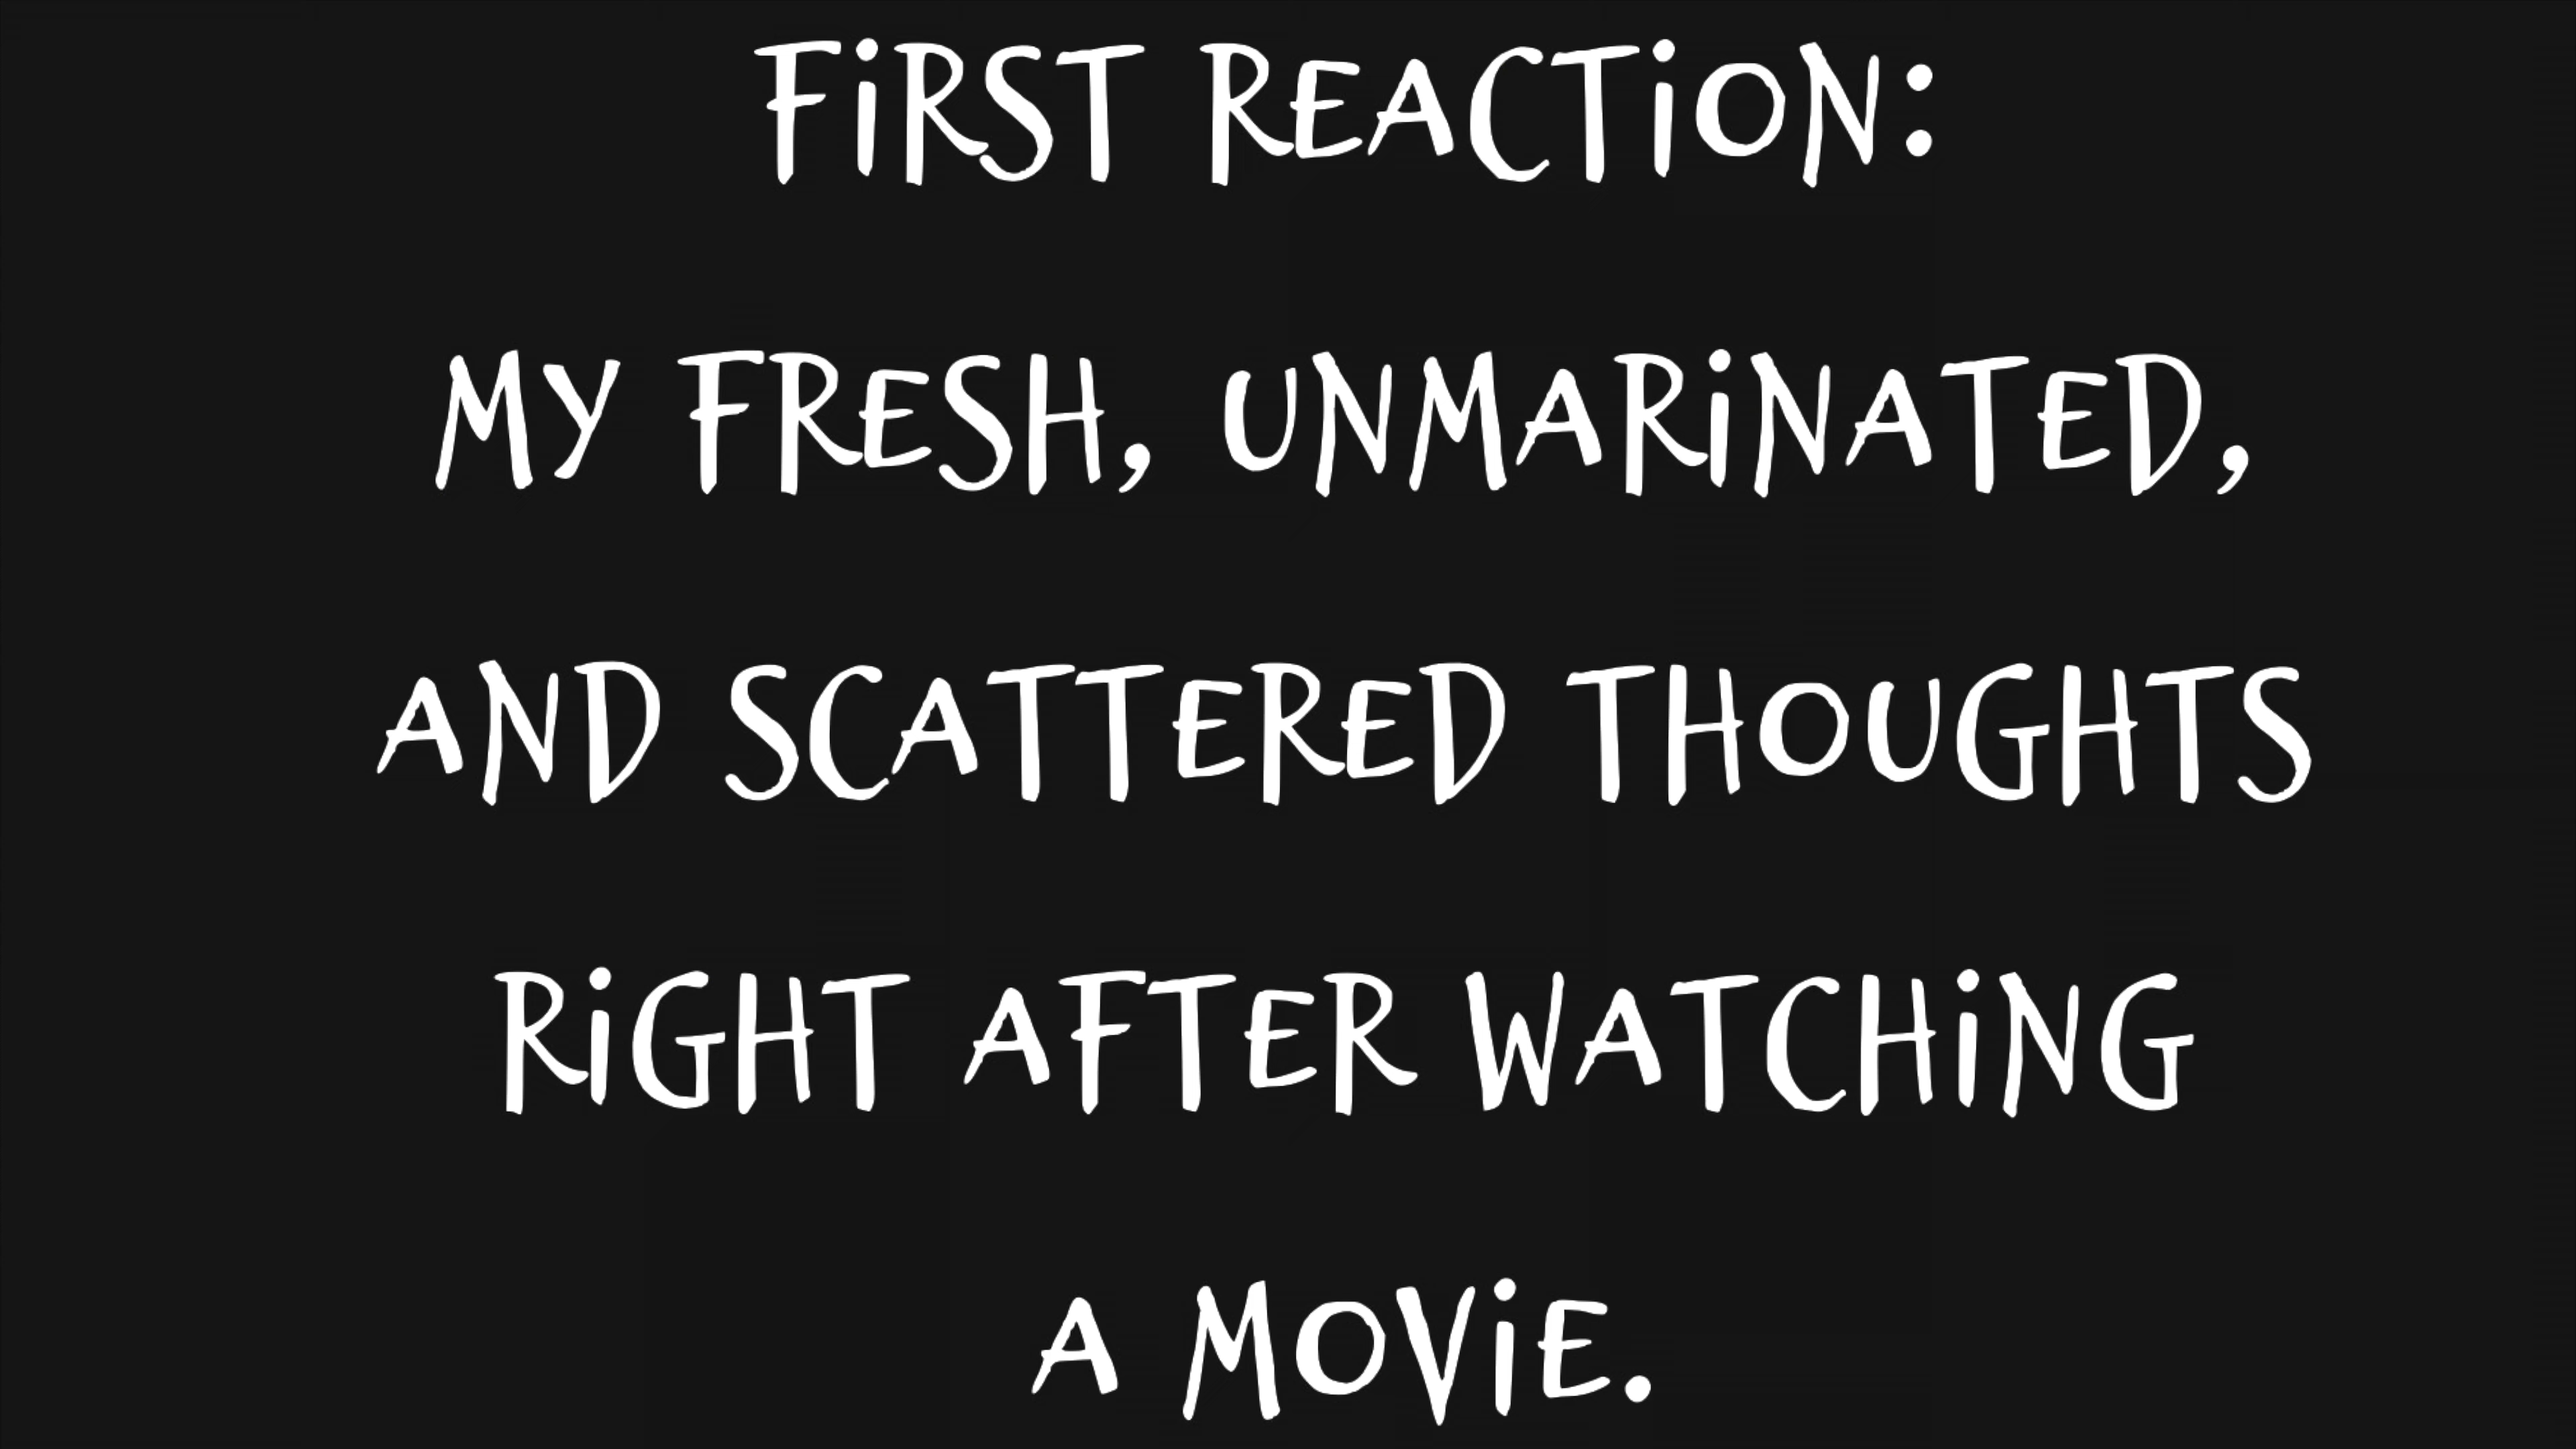 FiRST REACTiON:
MY FRESH, UNMARiNATED,
AND SCATTERED THOUGHTS
RiGHT AFTER WATCHiNG
A MOViE.